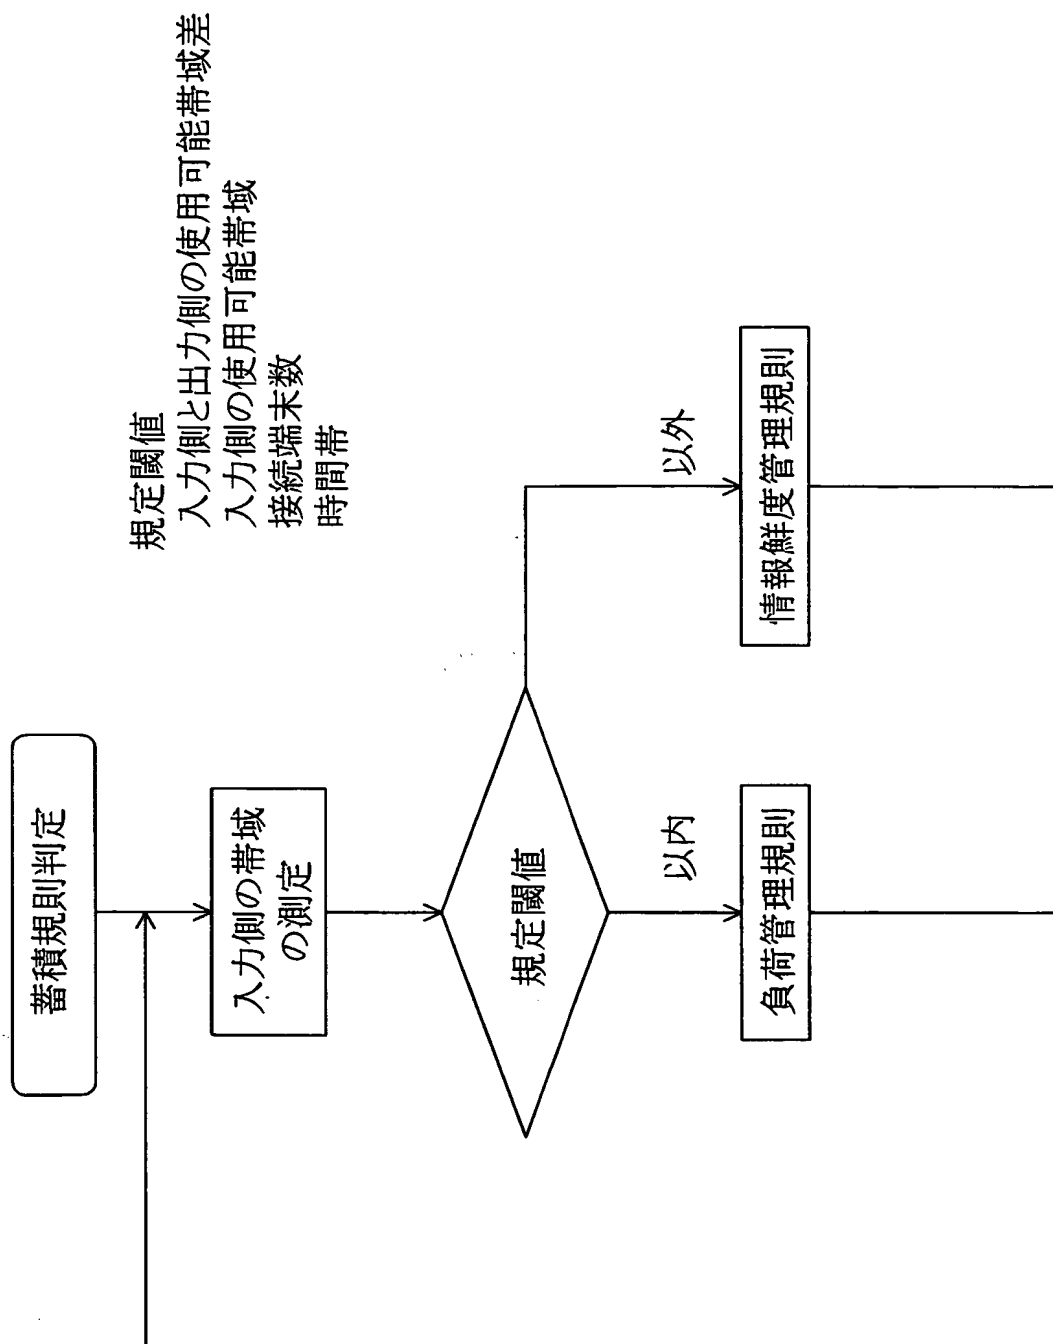 蓄積規則判定
入力側の帯域
の測定
規定閾値
以内
以外
負荷管理規則
情報鮮度管理規則
規定閾値
入力側と出力側の使用可能帯域差
入力側の使用可能帯域
接続端末数
時間帯